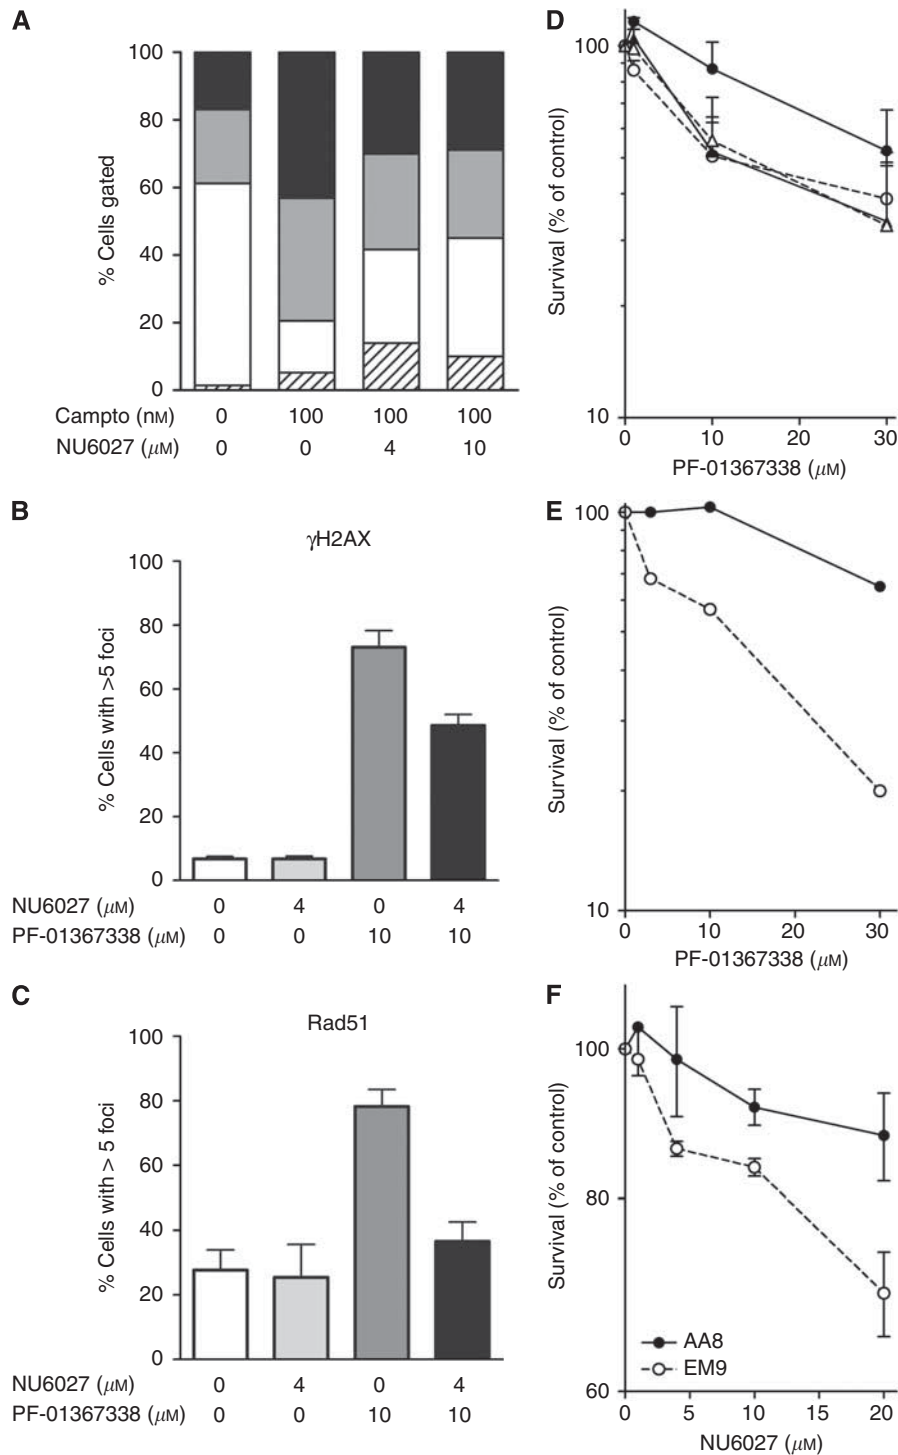 A
% Cells gated
100
80
60
40
20
0
Campto (nM) 0 100 100 100
NU6027 (μM) 0 0 4 10
B
γH2AX
% Cells with >5 foci
100
80
60
40
20
0
NU6027 (μM) 0 4 0 4
PF-01367338 (μM) 0 0 10 10
C
Rad51
% Cells with > 5 foci
100
80
60
40
20
0
NU6027 (μM) 0 4 0 4
PF-01367338 (μM) 0 0 10 10
D
Survival (% of control)
100
10
0 10 20 30
PF-01367338 (μM)
E
Survival (% of control)
100
10
0 10 20 30
PF-01367338 (μM)
F
Survival (% of control)
100
80
60
AA8
EM9
0 5 10 15 20
NU6027 (μM)